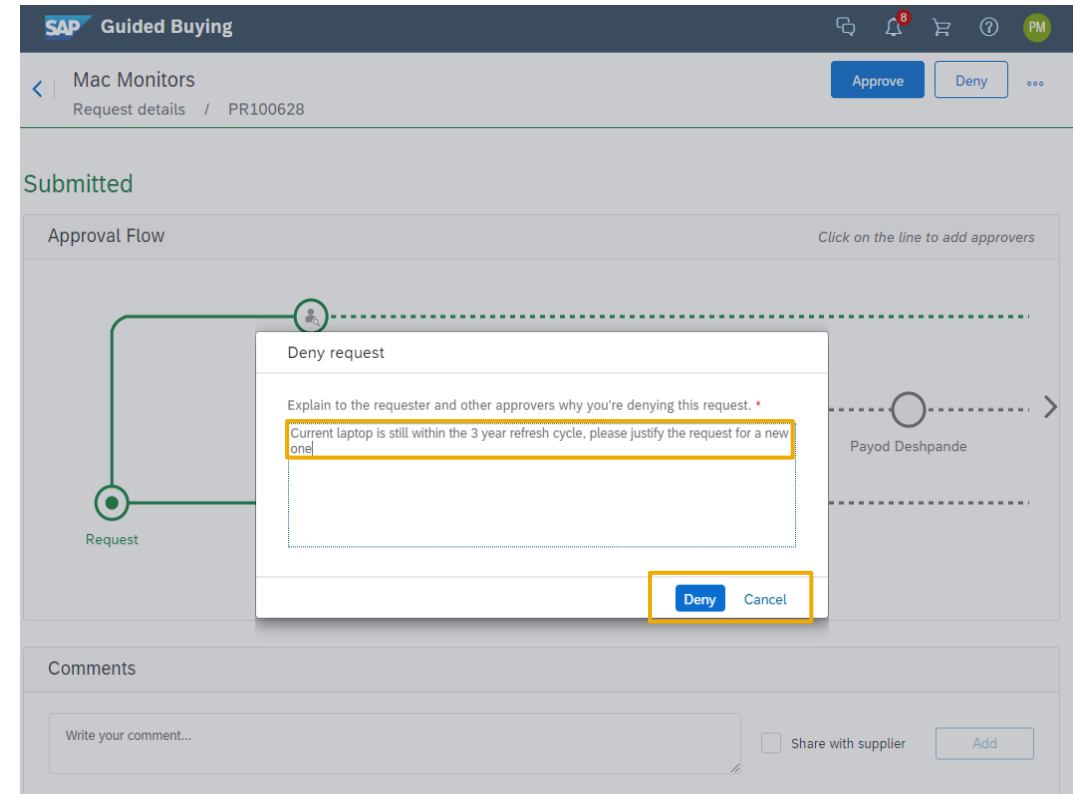 SAP Guided Buying 8 PM
Mac Monitors
Request details / PR100628
Approve Deny
Submitted
Approval Flow Click on the line to add approvers
Deny request
Explain to the requester and other approvers why you're denying this request. *
Current laptop is still within the 3 year refresh cycle, please justify the request for a new
one
Payod Deshpande
Request
Deny Cancel
Comments
Write your comment...
Share with supplier Add